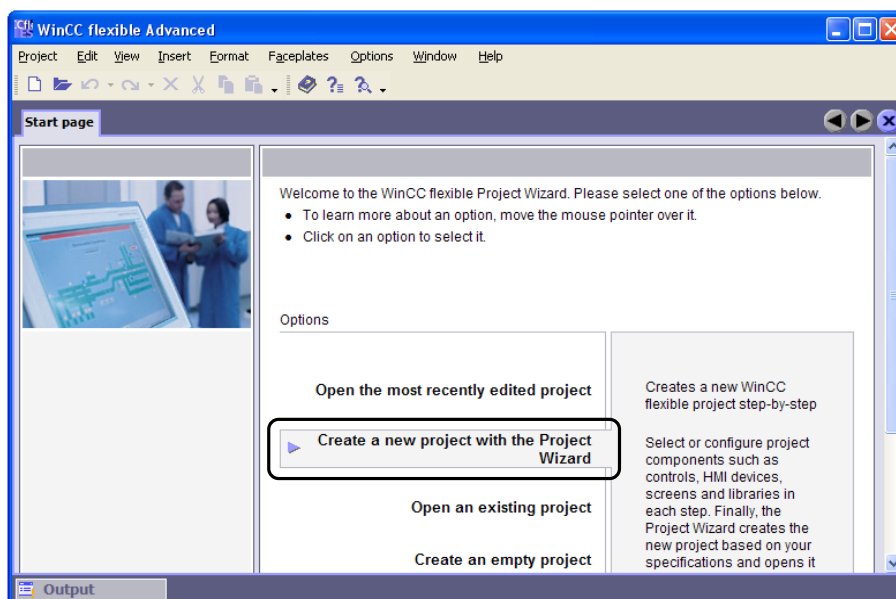 WinCC flexible Advanced
Project Edit View Insert Format Faceplates Options Window Help
Start page
Welcome to the WinCC flexible Project Wizard. Please select one of the options below.
• To learn more about an option, move the mouse pointer over it.
• Click on an option to select it.
Options
Open the most recently edited project
Create a new project with the Project
Wizard
Open an existing project
Create an empty project
Creates a new WinCC
flexible project step-by-step
Select or configure project
components such as
controls, HMI devices,
screens and libraries in
each step. Finally, the
Project Wizard creates the
new project based on your
specifications and opens it
Output